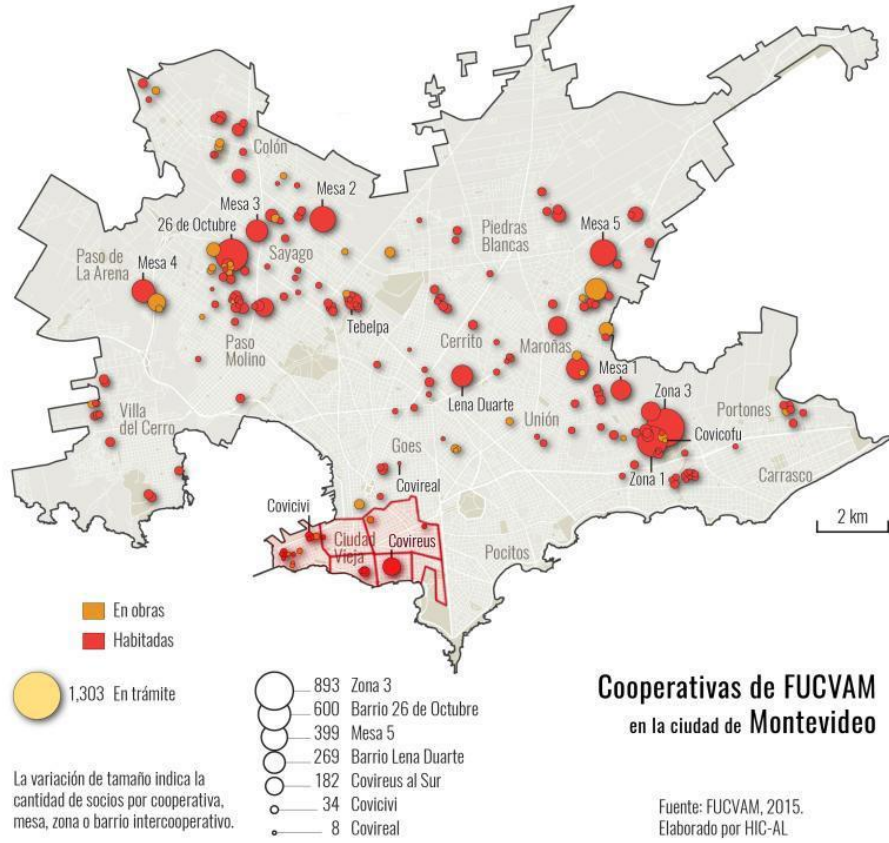 Colón
Mesa 2
Mesa 3
26 de Octubre
Sayago
Piedras
Blancas
Mesa 5
Paso de
La Arena
Mesa 4
Tebelpa
Paso
Molino
Cerrito
Maroñas
Mesa 1
Lena Duarte
Zona 3
Unión
Portones
Villa
del Cerro
Covicofu
Goes
Zona 1
Carrasco
Covireal
Covicivi
Ciudad
Vieja
Covireus
Pocitos
2 km
En obras
Habitadas
1,303 En trámite
893 Zona 3
600 Barrio 26 de Octubre
399 Mesa 5
269 Barrio Lena Duarte
182 Covireus al Sur
34 Covicivi
8 Covireal
La variación de tamaño indica la
cantidad de socios por cooperativa,
mesa, zona o barrio intercooperativo.
Cooperativas de FUCVAM
en la ciudad de Montevideo
Fuente: FUCVAM, 2015.
Elaborado por HIC-AL